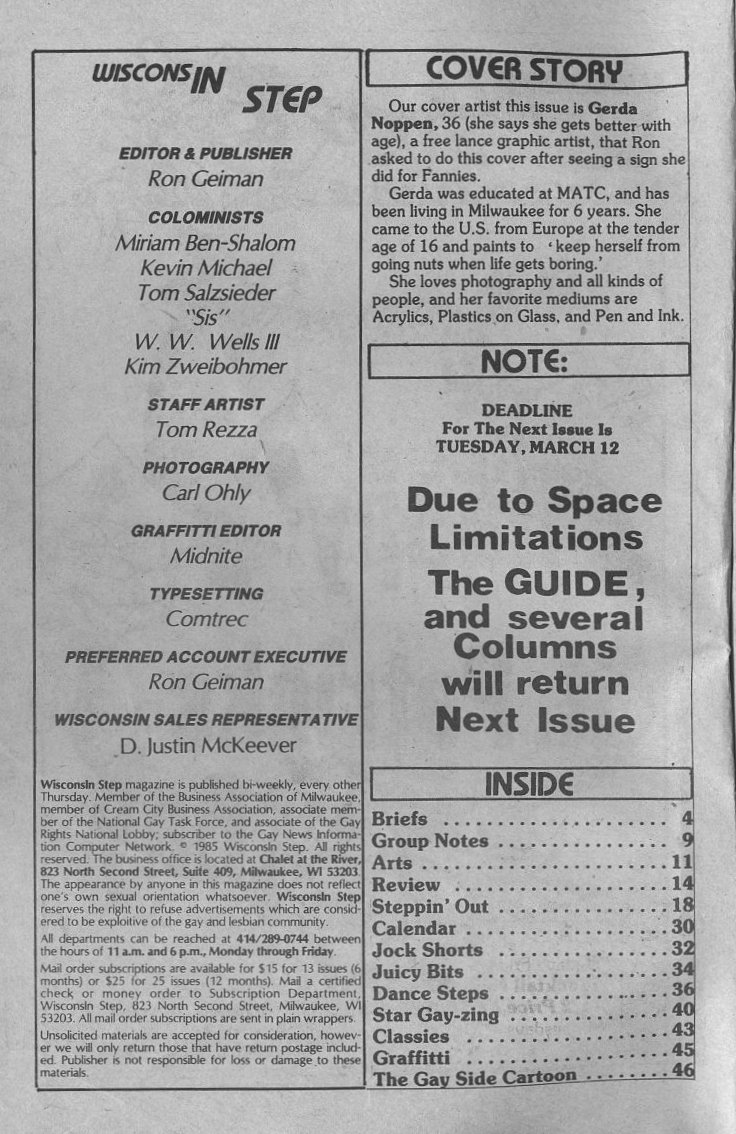 WISCONSIN
STEP
EDITOR & PUBLISHER
Ron Geiman
COLOMINISTS
Miriam Ben-Shalom
Kevin Michael
Tom Salzsieder
"Sis"
W. W. Wells III
Kim Zweibohmer
STAFF ARTIST
Tom Rezza
PHOTOGRAPHY
Carl Ohly
GRAFFITTI EDITOR
Midnite
TYPESETTING
Comtrec
PREFERRED ACCOUNT EXECUTIVE
Ron Geiman
WISCONSIN SALES REPRESENTATIVE
D. Justin McKeever
Wisconsin Step magazine is published bi-weekly, every other
Thursday. Member of the Business Association of Milwaukee,
member of Cream City Business Association, associate mem-
ber of the National Gay Task Force, and associate of the Gay
Rights National Lobby; subscriber to the Gay News Informa-
tion Computer Network. © 1985 Wisconsin Step. All rights
reserved. The business office is located at Chalet at the River,
823 North Second Street, Suite 409, Milwaukee, WI 53203.
The appearance by anyone in this magazine does not reflect
one's own sexual orientation whatsoever. Wisconsin Step
reserves the right to refuse advertisements which are consid-
ered to be exploitive of the gay and lesbian community.
All departments can be reached at 414/289-0744 between
the hours of 11 a.m. and 6 p.m., Monday through Friday.
Mail order subscriptions are available for $15 for 13 issues (6
months) or $25 for 25 issues (12 months). Mail a certified
check or money order to Subscription Department,
Wisconsin Step, 823 North Second Street, Milwaukee, WI
53203. All mail order subscriptions are sent in plain wrappers.
Unsolicited materials are accepted for consideration, howev-
er we will only return those that have return postage includ-
ed. Publisher is not responsible for loss or damage to these
materials.
COVER STORY
Our cover artist this issue is Gerda
Noppen, 36 (she says she gets better with
age), a free lance graphic artist, that Ron
asked to do this cover after seeing a sign she
did for Fannies.
Gerda was educated at MATC, and has
been living in Milwaukee for 6 years. She
came to the U.S. from Europe at the tender
age of 16 and paints to 'keep herself from
going nuts when life gets boring.'
She loves photography and all kinds of
people, and her favorite mediums are
Acrylics, Plastics on Glass, and Pen and Ink.
NOTE:
DEADLINE
For The Next Issue Is
TUESDAY, MARCH 12
Due to Space
Limitations
The GUIDE,
and several
Columns
will return
Next Issue
INSIDE
Briefs ...................... 4
Group Notes ................. 9
Arts ........................ 11
Review ...................... 14
Steppin' Out ................ 18
Calendar .................... 30
Jock Shorts ................. 32
Juicy Bits .................. 34
Dance Steps ................. 36
Star Gay-zing ............... 40
Classies .................... 43
Graffitti ................... 45
The Gay Side Cartoon ........ 46